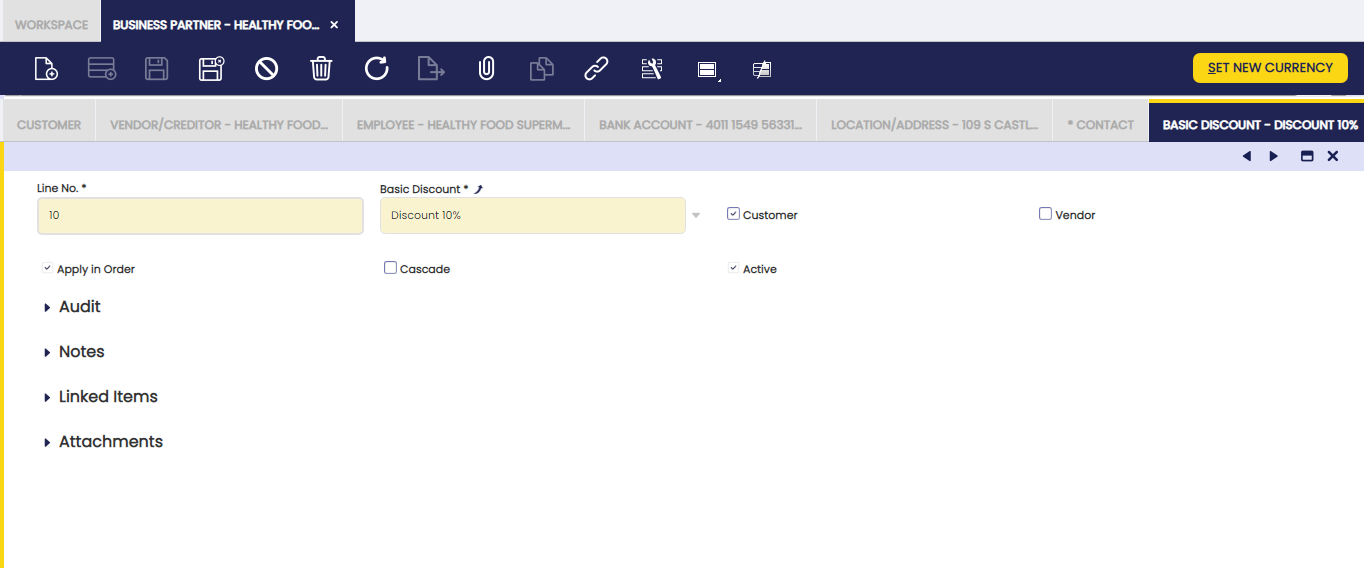 WORKSPACE BUSINESS PARTNER - HEALTHY FOO...
SET NEW CURRENCY
CUSTOMER VENDOR/CREDITOR - HEALTHY FOOD... EMPLOYEE - HEALTHY FOOD SUPERM... BANK ACCOUNT - 4011 1549 56331... LOCATION/ADDRESS - 109 S CASTL... * CONTACT BASIC DISCOUNT - DISCOUNT 10%
Line No. * Basic Discount *
10 Discount 10% Customer Vendor
Apply in Order Cascade Active
Audit
Notes
Linked Items
Attachments